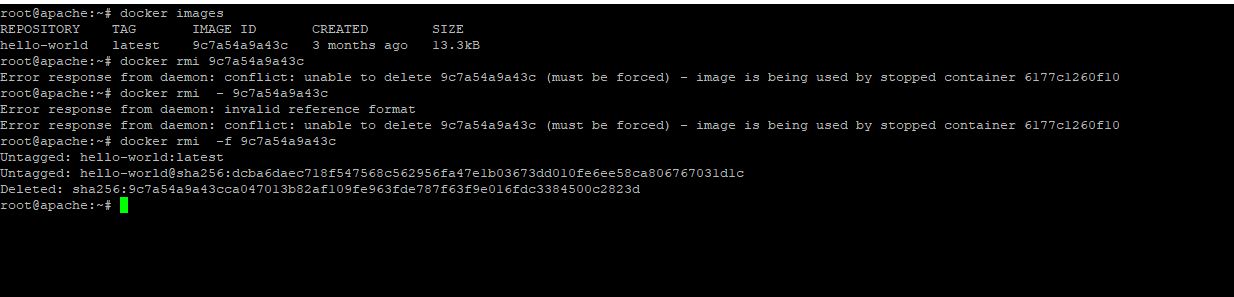 root@apache:~# docker images
REPOSITORY    TAG       IMAGE ID       CREATED        SIZE
hello-world   latest    9c7a54a9a43c   3 months ago   13.3kB
root@apache:~# docker rmi 9c7a54a9a43c
Error response from daemon: conflict: unable to delete 9c7a54a9a43c (must be forced) - image is being used by stopped container 6177c1260f10
root@apache:~# docker rmi  - 9c7a54a9a43c
Error response from daemon: invalid reference format
Error response from daemon: conflict: unable to delete 9c7a54a9a43c (must be forced) - image is being used by stopped container 6177c1260f10
root@apache:~# docker rmi  -f 9c7a54a9a43c
Untagged: hello-world:latest
Untagged: hello-world@sha256:dcba6daec718f547568c562956fa47e1b03673dd010fe6ee58ca806767031d1c
Deleted: sha256:9c7a54a9a43cca047013b82af109fe963fde787f63f9e016fdc3384500c2823d
root@apache:~#